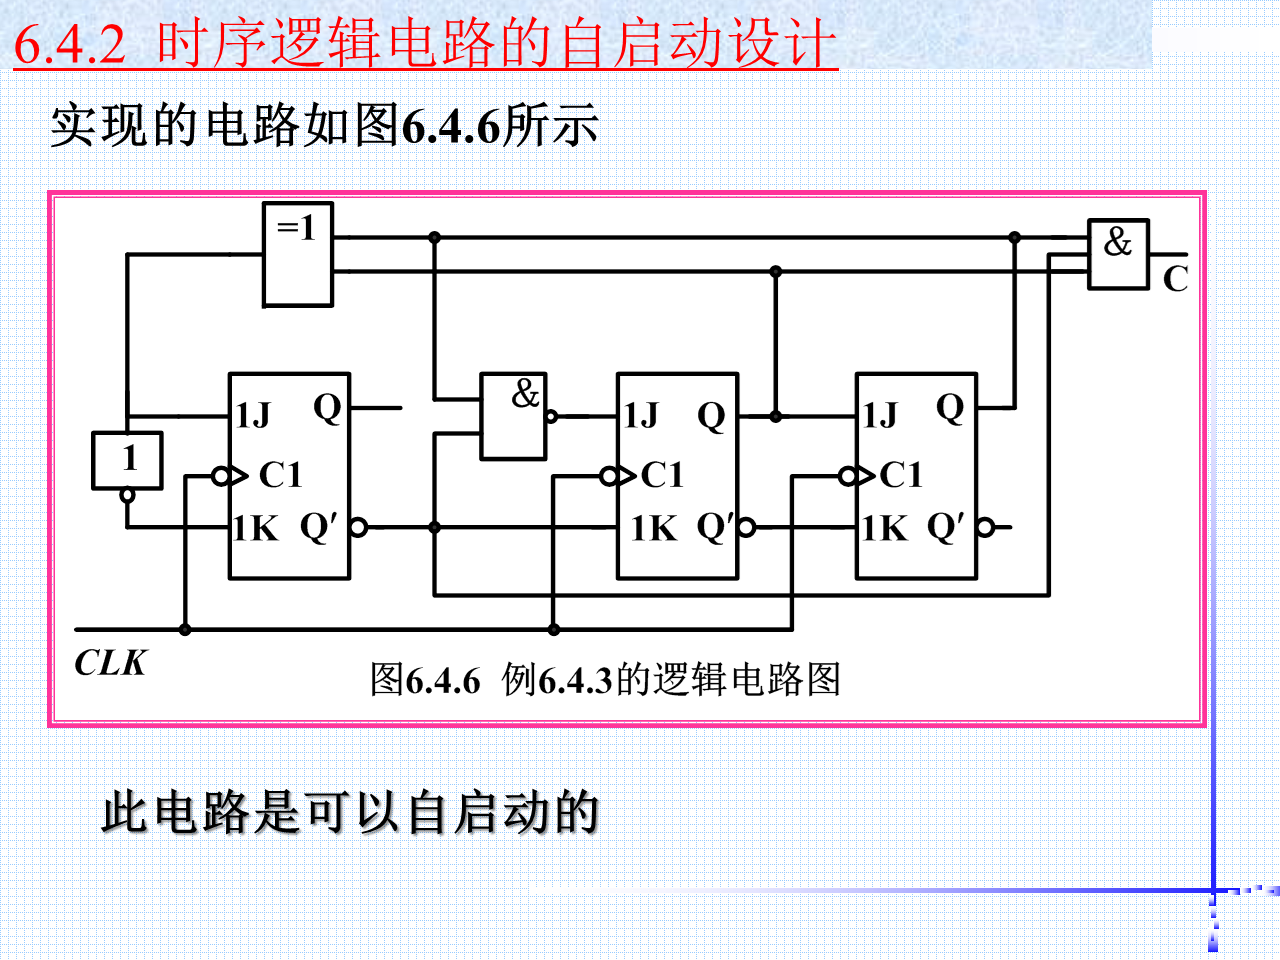 6.4.2 时序逻辑电路的自启动设计
实现的电路如图6.4.6所示
=1
&
C
1J Q
& 
1J Q
1J Q
1
C1
C1
C1
1K Q′
1K Q′
1K Q′
CLK
图6.4.6 例6.4.3的逻辑电路图
此电路是可以自启动的